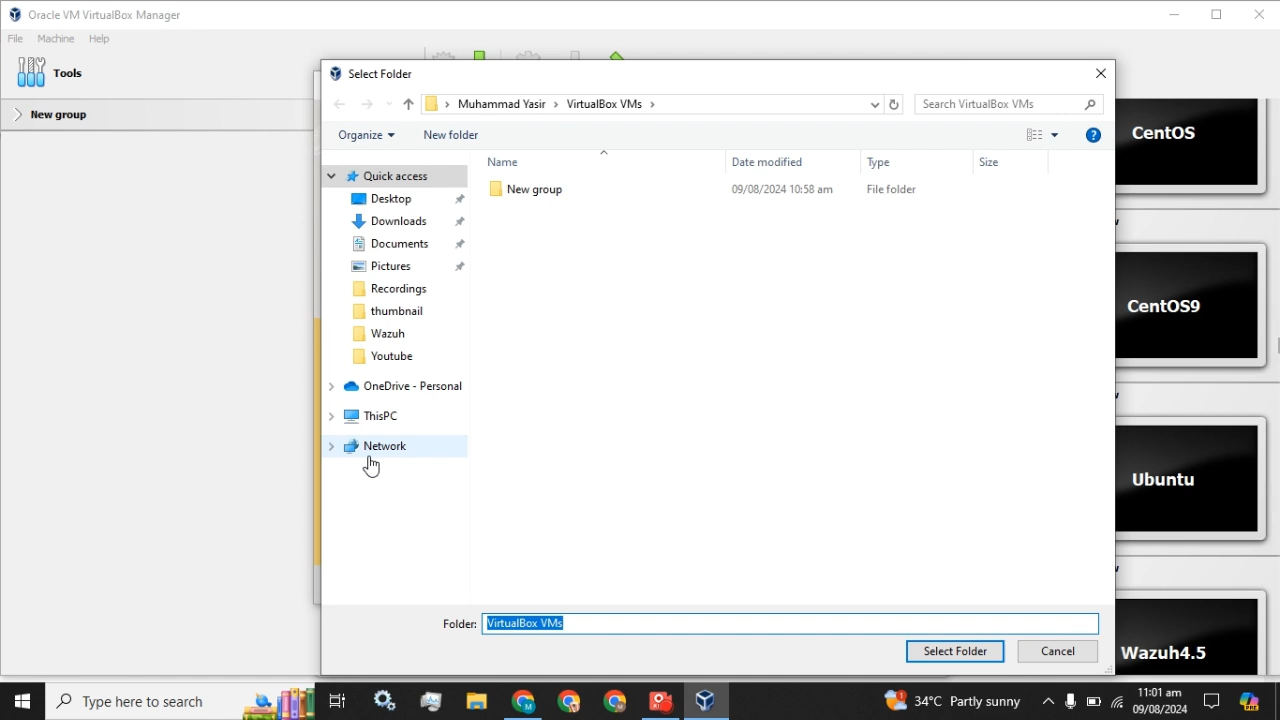 Oracle VM VirtualBox Manager
File Machine Help
Tools
New group
Select Folder
Muhammad Yasir > VirtualBox VMs >
Search VirtualBox VMs
Organize New folder
Name Date modified Type Size
New group 09/08/2024 10:58 am File folder
Quick access
Desktop
Downloads
Documents
Pictures
Recordings
thumbnail
Wazuh
Youtube
OneDrive - Personal
ThisPC
Network
Folder: VirtualBox VMs
Select Folder Cancel
CentOS
CentOS9
Ubuntu
Wazuh4.5
Type here to search
34°C Partly sunny
11:01 am
09/08/2024